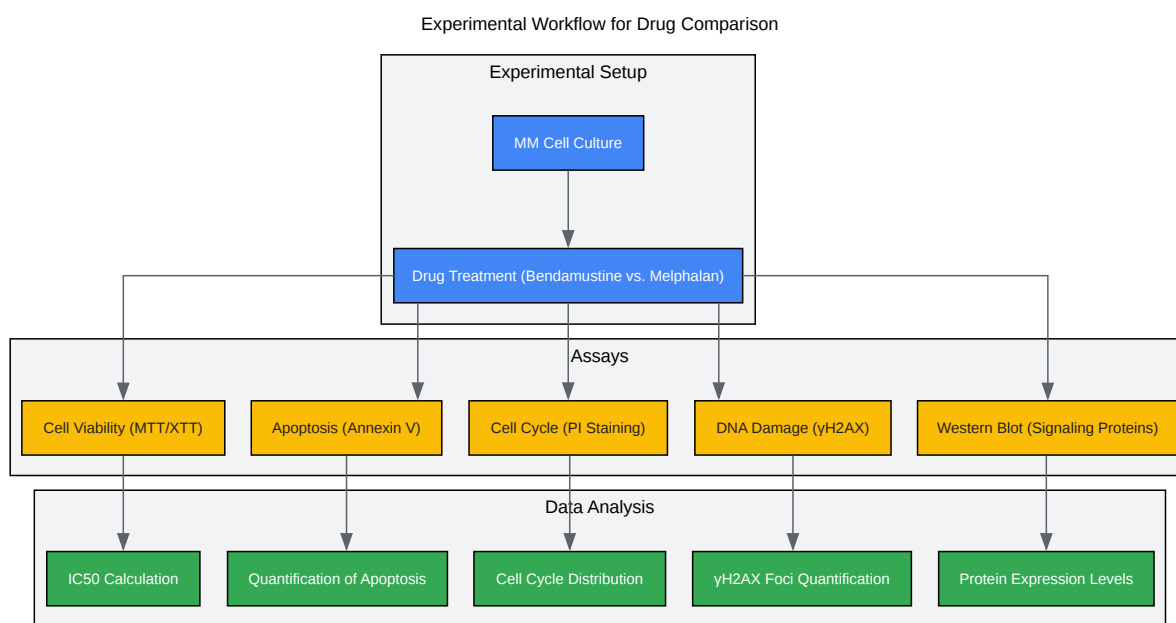 Experimental Workflow for Drug Comparison
Experimental Setup
MM Cell Culture
Drug Treatment (Bendamustine vs. Melphalan)
Assays
Cell Viability (MTT/XTT)
Apoptosis (Annexin V)
Cell Cycle (PI Staining)
DNA Damage (γH2AX)
Western Blot (Signaling Proteins)
Data Analysis
IC50 Calculation
Quantification of Apoptosis
Cell Cycle Distribution
γH2AX Foci Quantification
Protein Expression Levels